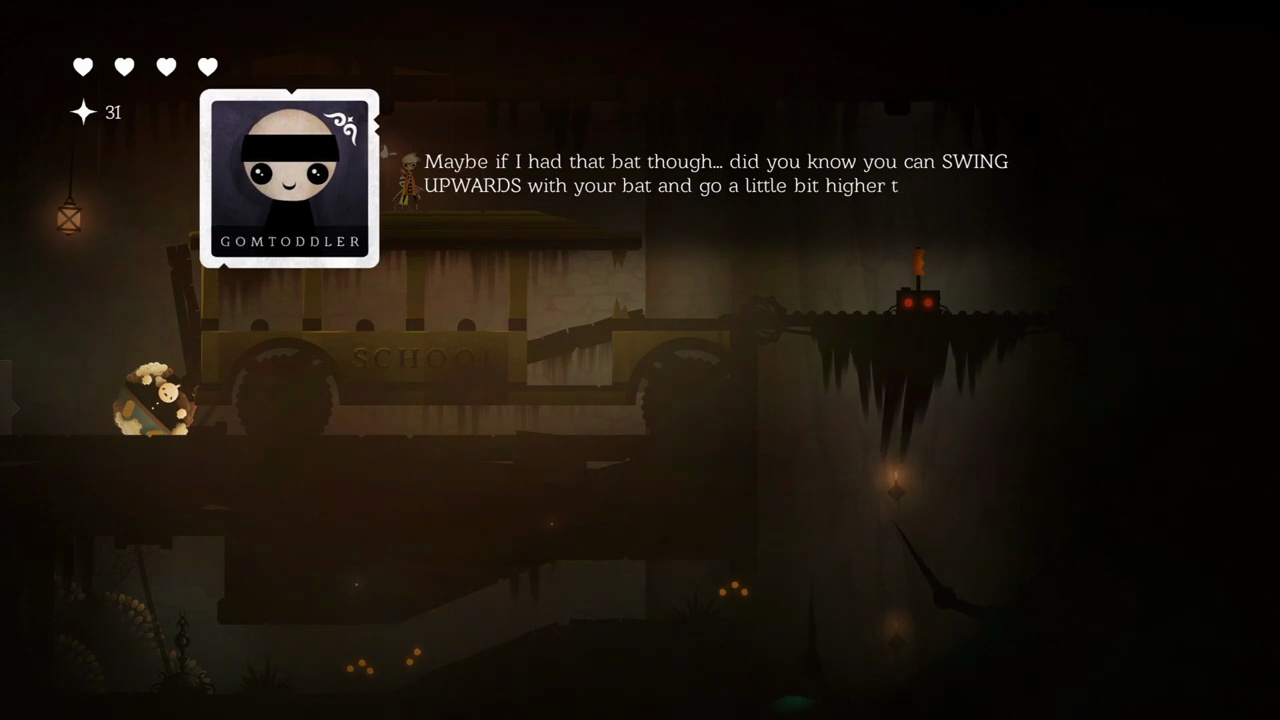 31
Maybe if I had that bat though... did you know you can SWING
UPWARDS with your bat and go a little bit higher t
GOMTODDLER
SCHOOL